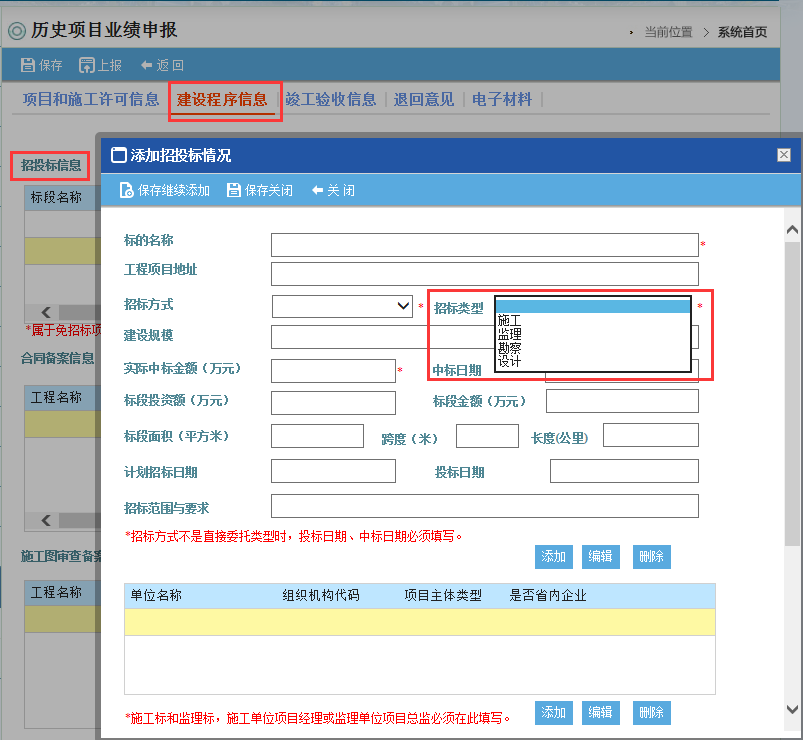 历史项目业绩申报
当前位置 > 系统首页
保存 上报 返回
项目和施工许可信息 建设程序信息 竣工验收信息 退回意见 电子材料
招投标信息
标段名称
*属于免招标项
合同备案信息
工程名称
施工图审查备案
工程名称
添加招投标情况
保存继续添加 保存关闭 关闭
标的名称 *
工程项目地址
招标方式 * 招标类型 *
施工
监理
勘察
设计
建设规模
实际中标金额（万元） * 中标日期
标段投资额（万元） 标段金额（万元）
标段面积（平方米） 跨度（米） 长度(公里)
计划招标日期 投标日期
招标范围与要求
*招标方式不是直接委托类型时，投标日期、中标日期必须填写。
添加 编辑 删除
单位名称 组织机构代码 项目主体类型 是否省内企业
*施工标和监理标，施工单位项目经理或监理单位项目总监必须在此填写。
添加 编辑 删除